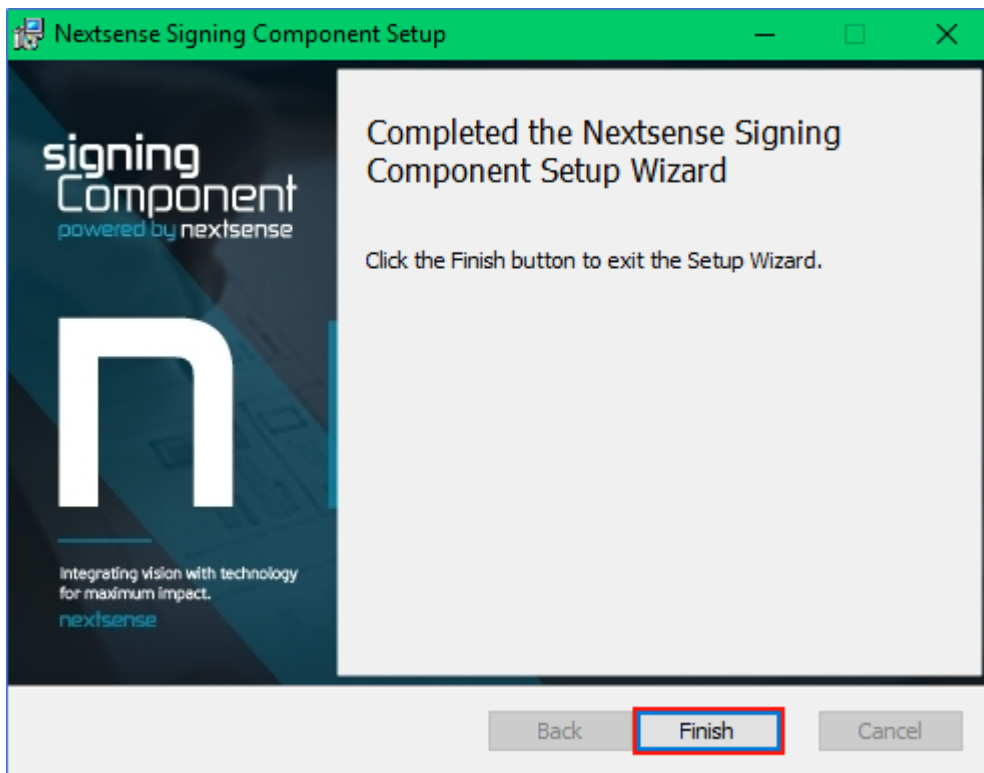 Nextsense Signing Component Setup
signing
Component
powered by nextsense
n
Integrating vision with technology
for maximum impact.
nextsense
Completed the Nextsense Signing
Component Setup Wizard
Click the Finish button to exit the Setup Wizard.
Back
Finish
Cancel